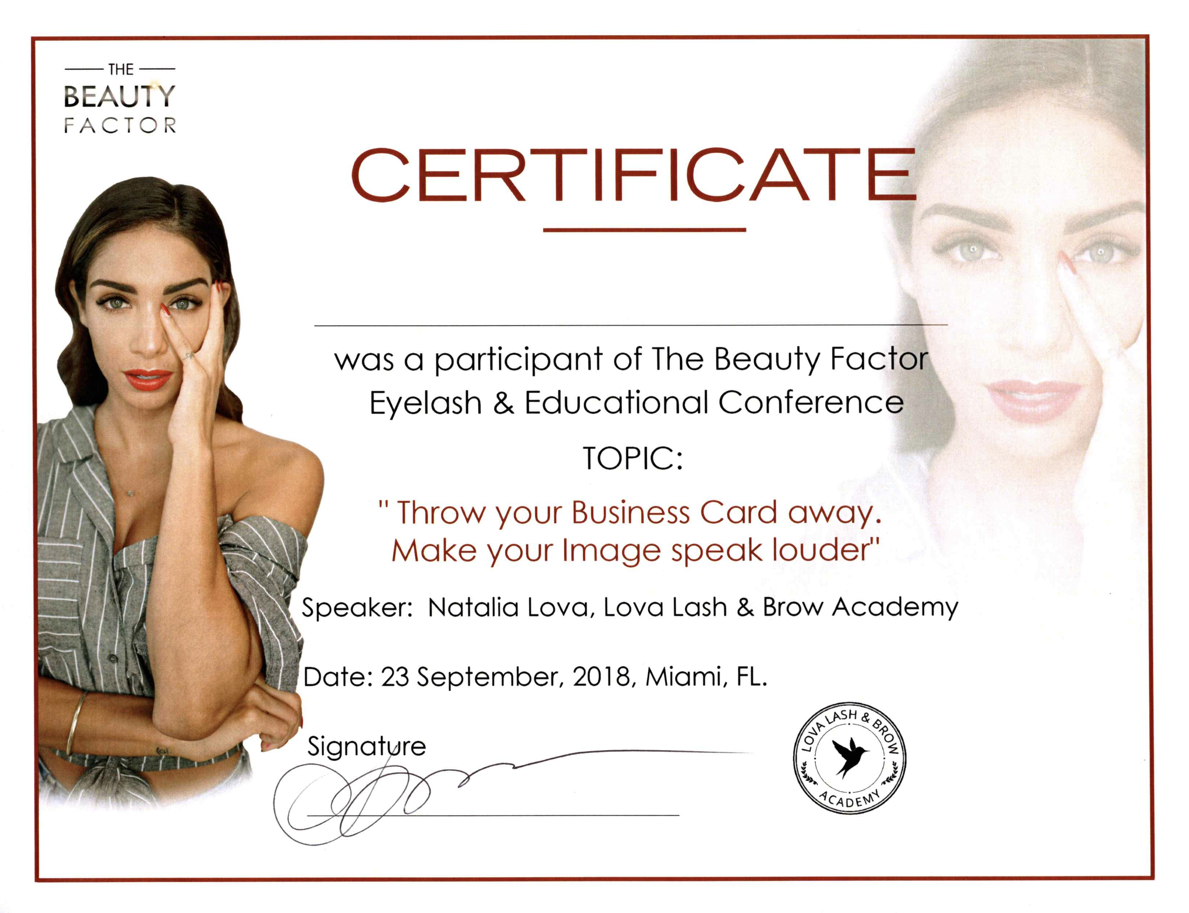 THE
BEAUTY
FACTOR
CERTIFICATE
was a participant of The Beauty Factor
Eyelash & Educational Conference
TOPIC:
" Throw your Business Card away.
Make your Image speak louder"
Speaker: Natalia Lova, Lova Lash & Brow Academy
Date: 23 September, 2018, Miami, FL.
Signature
LOVA LASH & BROW
ACADEMY